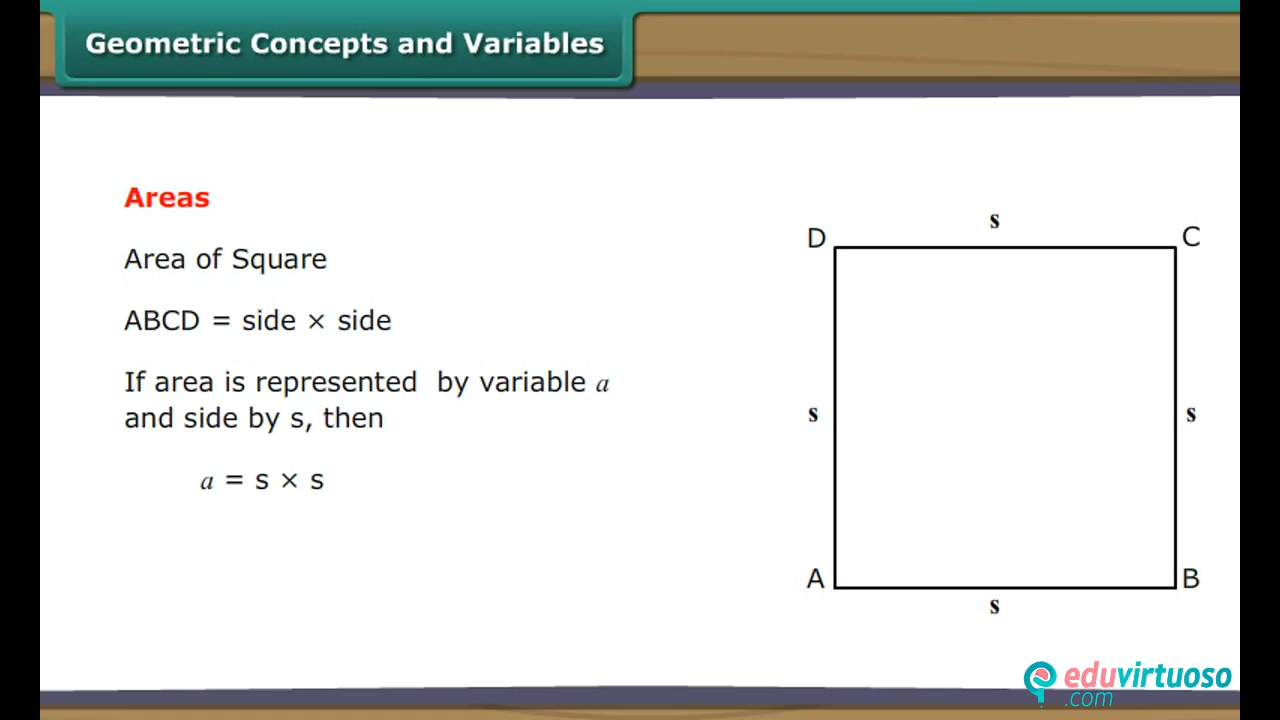 Geometric Concepts and Variables
Areas
Area of Square
ABCD = side × side
If area is represented by variable a
and side by s, then
a = s × s
s
D
C
s
s
A
B
s
eduvirtuoso
.com